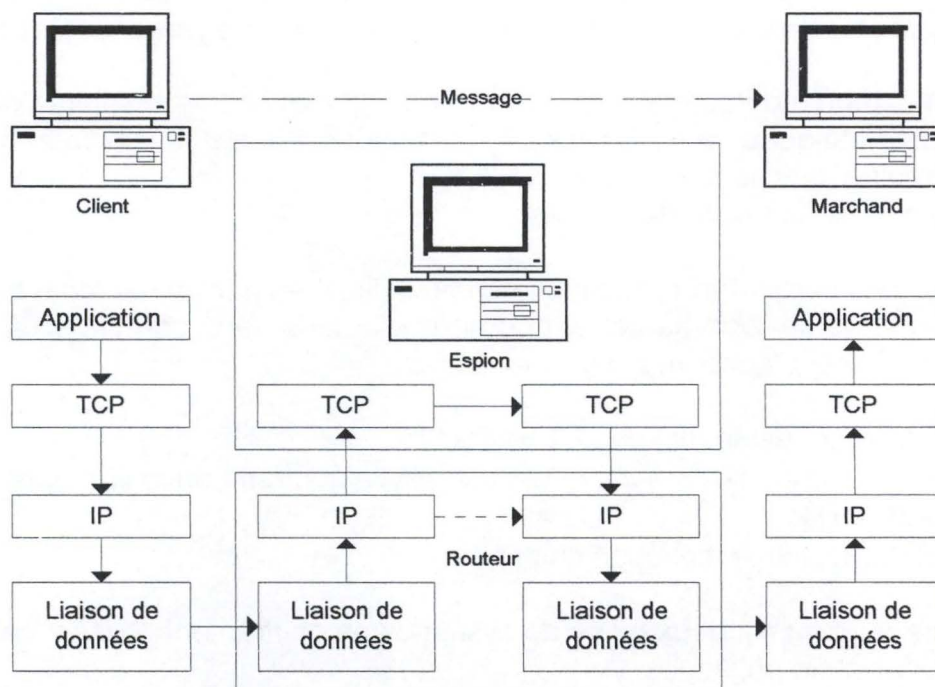 Message
Client
Marchand
Espion
Application
Application
TCP
TCP
TCP
TCP
IP
IP
IP
IP
Routeur
Liaison de
données
Liaison de
données
Liaison de
données
Liaison de
données